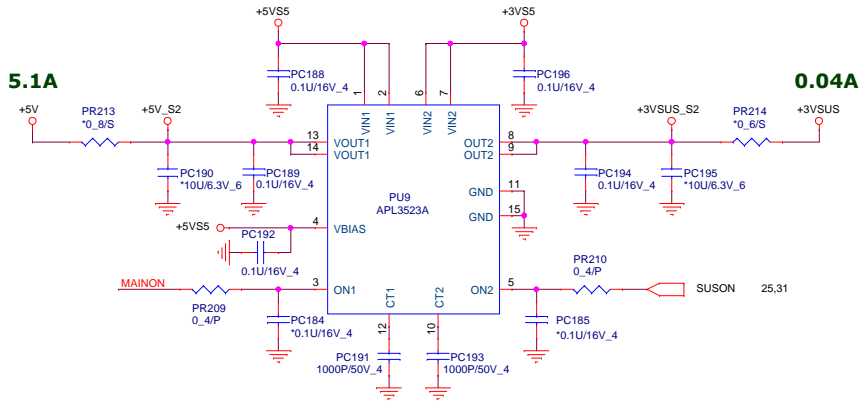 +5VS5
+3VS5
PC188
0.1U/16V_4
PC196
0.1U/16V_4
5.1A
0.04A
1
2
6
7
+5V
PR213
*0_8/S
+5V_S2
+3VSUS_S2
PR214
*0_6/S
+3VSUS
VIN1
VIN1
VIN2
VIN2
13
VOUT1
OUT2
8
14
VOUT1
OUT2
9
PC190
*10U/6.3V_6
PC189
0.1U/16V_4
PC194
0.1U/16V_4
PC195
*10U/6.3V_6
PU9
APL3523A
GND
11
GND
15
+5VS5
4
VBIAS
PC192
0.1U/16V_4
MAINON
PR209
0_4/P
3
ON1
ON2
5
PR210
0_4/P
SUSON
25,31
CT1
CT2
PC184
*0.1U/16V_4
PC185
*0.1U/16V_4
12
10
PC191
1000P/50V_4
PC193
1000P/50V_4